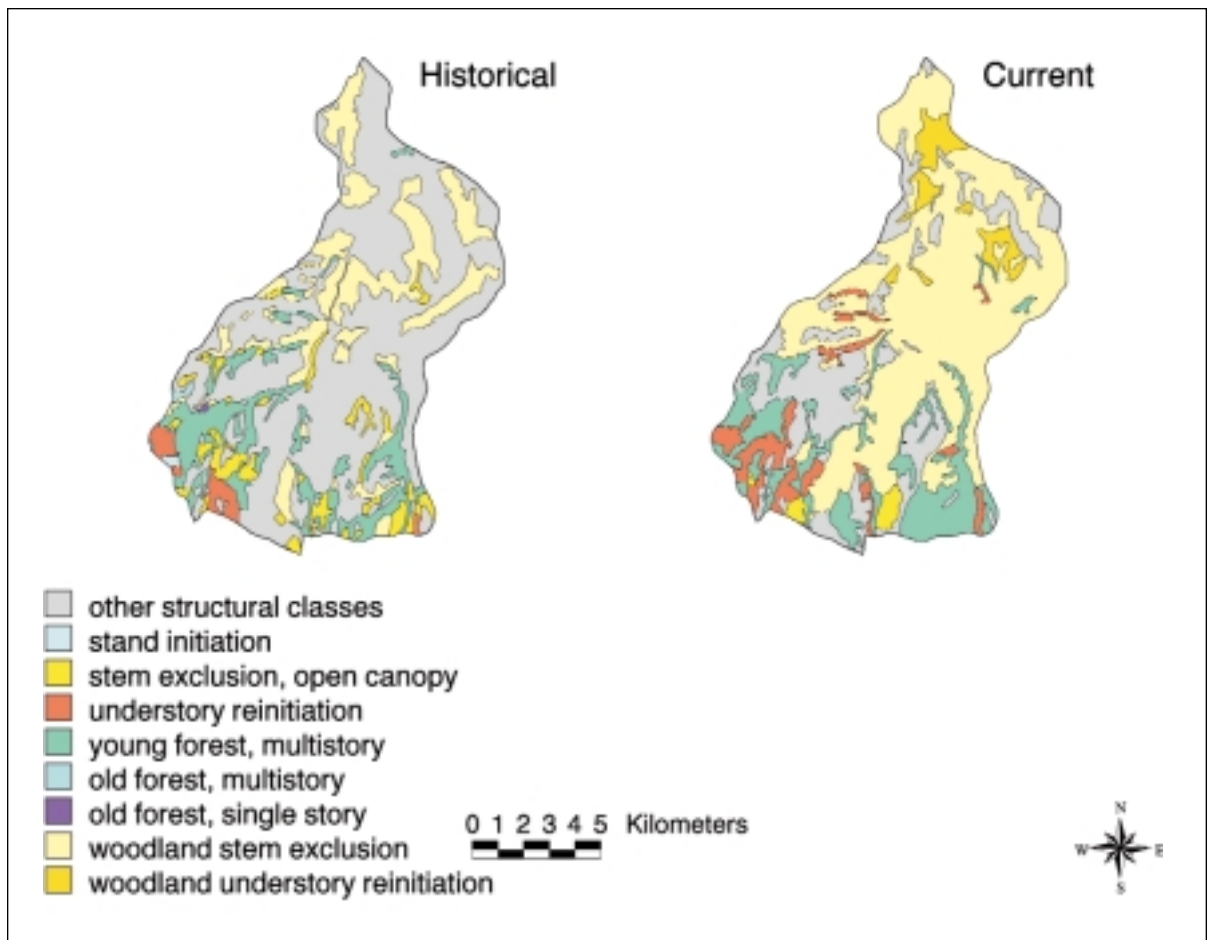 Historical
Current
other structural classes
stand initiation
stem exclusion, open canopy
understory reinitiation
young forest, multistory
old forest, multistory
old forest, single story
woodland stem exclusion
woodland understory reinitiation
0 1 2 3 4 5 Kilometers
N
W E
S